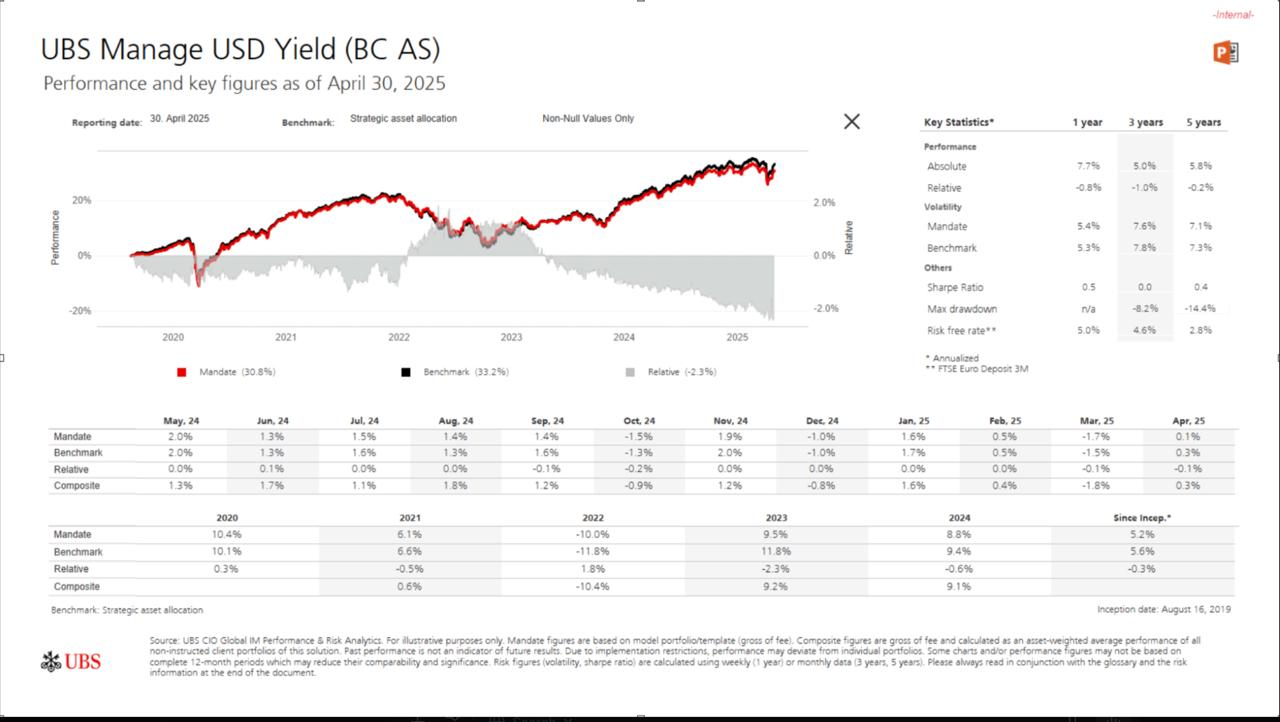 -Internal-
UBS Manage USD Yield (BC AS)
Performance and key figures as of April 30, 2025
Reporting date: 30. April 2025 Benchmark: Strategic asset allocation Non-Null Values Only
20%
0%
-20%
Performance
2.0%
0.0%
-2.0%
Relative
2020 2021 2022 2023 2024 2025
Mandate (30.8%) Benchmark (33.2%) Relative (-2.3%)
Key Statistics* 1 year 3 years 5 years
Performance
Absolute 7.7% 5.0% 5.8%
Relative -0.8% -1.0% -0.2%
Volatility
Mandate 5.4% 7.6% 7.1%
Benchmark 5.3% 7.8% 7.3%
Others
Sharpe Ratio 0.5 0.0 0.4
Max drawdown n/a -8.2% -14.4%
Risk free rate** 5.0% 4.6% 2.8%
* Annualized
** FTSE Euro Deposit 3M
May, 24 Jun, 24 Jul, 24 Aug, 24 Sep, 24 Oct, 24 Nov, 24 Dec, 24 Jan, 25 Feb, 25 Mar, 25 Apr, 25
Mandate 2.0% 1.3% 1.5% 1.4% 1.4% -1.5% 1.9% -1.0% 1.6% 0.5% -1.7% 0.1%
Benchmark 2.0% 1.3% 1.6% 1.3% 1.6% -1.3% 2.0% -1.0% 1.7% 0.5% -1.5% 0.3%
Relative 0.0% 0.1% 0.0% 0.0% -0.1% -0.2% 0.0% 0.0% 0.0% 0.0% -0.1% -0.1%
Composite 1.3% 1.7% 1.1% 1.8% 1.2% -0.9% 1.2% -0.8% 1.6% 0.4% -1.8% 0.3%
2020 2021 2022 2023 2024 Since Incep.*
Mandate 10.4% 6.1% -10.0% 9.5% 8.8% 5.2%
Benchmark 10.1% 6.6% -11.8% 11.8% 9.4% 5.6%
Relative 0.3% -0.5% 1.8% -2.3% -0.6% -0.3%
Composite 0.6% -10.4% 9.2% 9.1%
Benchmark: Strategic asset allocation Inception date: August 16, 2019
UBS
Source: UBS CIO Global IM Performance & Risk Analytics. For illustrative purposes only. Mandate figures are based on model portfolio/template (gross of fee). Composite figures are gross of fee and calculated as an asset-weighted average performance of all
non-instructed client portfolios of this solution. Past performance is not an indicator of future results. Due to implementation restrictions, performance may deviate from individual portfolios. Some charts and/or performance figures may not be based on
complete 12-month periods which may reduce their comparability and significance. Risk figures (volatility, sharpe ratio) are calculated using weekly (1 year) or monthly data (3 years, 5 years). Please always read in conjunction with the glossary and the risk
information at the end of the document.